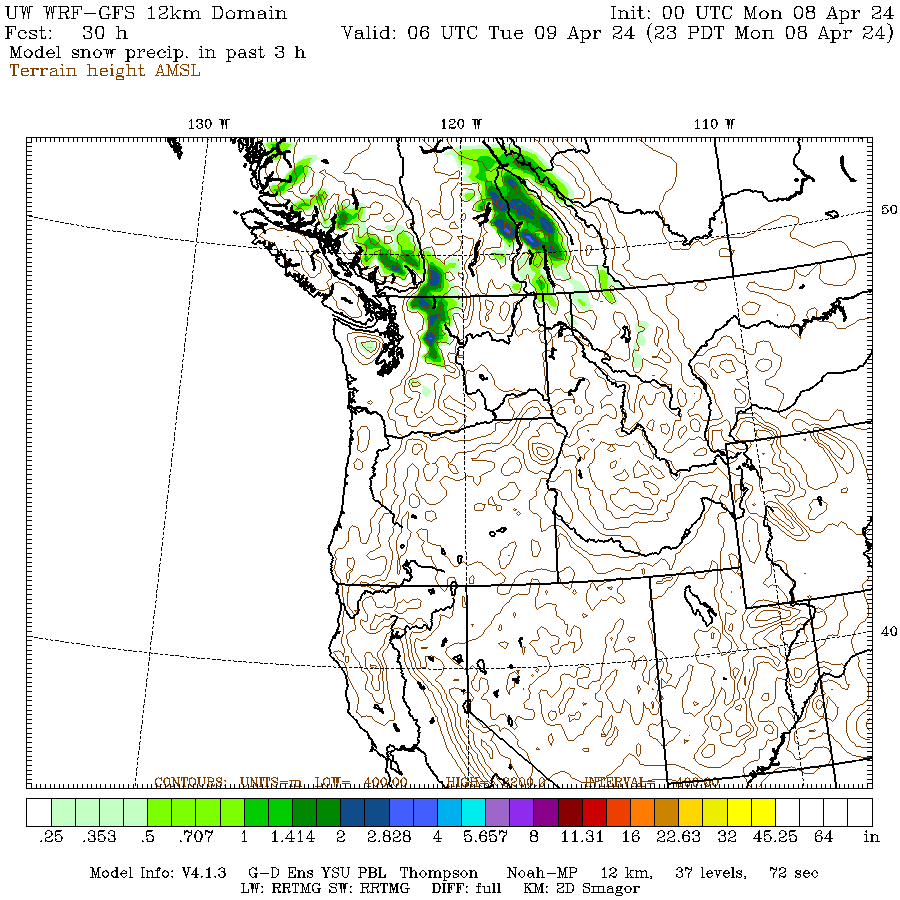 UW WRF-GFS 12km Domain Init: 00 UTC Mon 08 Apr 24
Fcst: 30 h Valid: 06 UTC Tue 09 Apr 24 (23 PDT Mon 08 Apr 24)
Model snow precip. in past 3 h
Terrain height AMSL
130 W 120 W 110 W
50
40
CONTOURS: UNITS=m LOW= 400.00 HIGH= 3200.0 INTERVAL= 400.00
.25 .353 .5 .707 1 1.414 2 2.828 4 5.657 8 11.31 16 22.63 32 45.25 64 in
Model Info: V4.1.3 G-D Ens YSU PBL Thompson Noah-MP 12 km, 37 levels, 72 sec
LW: RRTMG SW: RRTMG DIFF: full KM: 2D Smagor